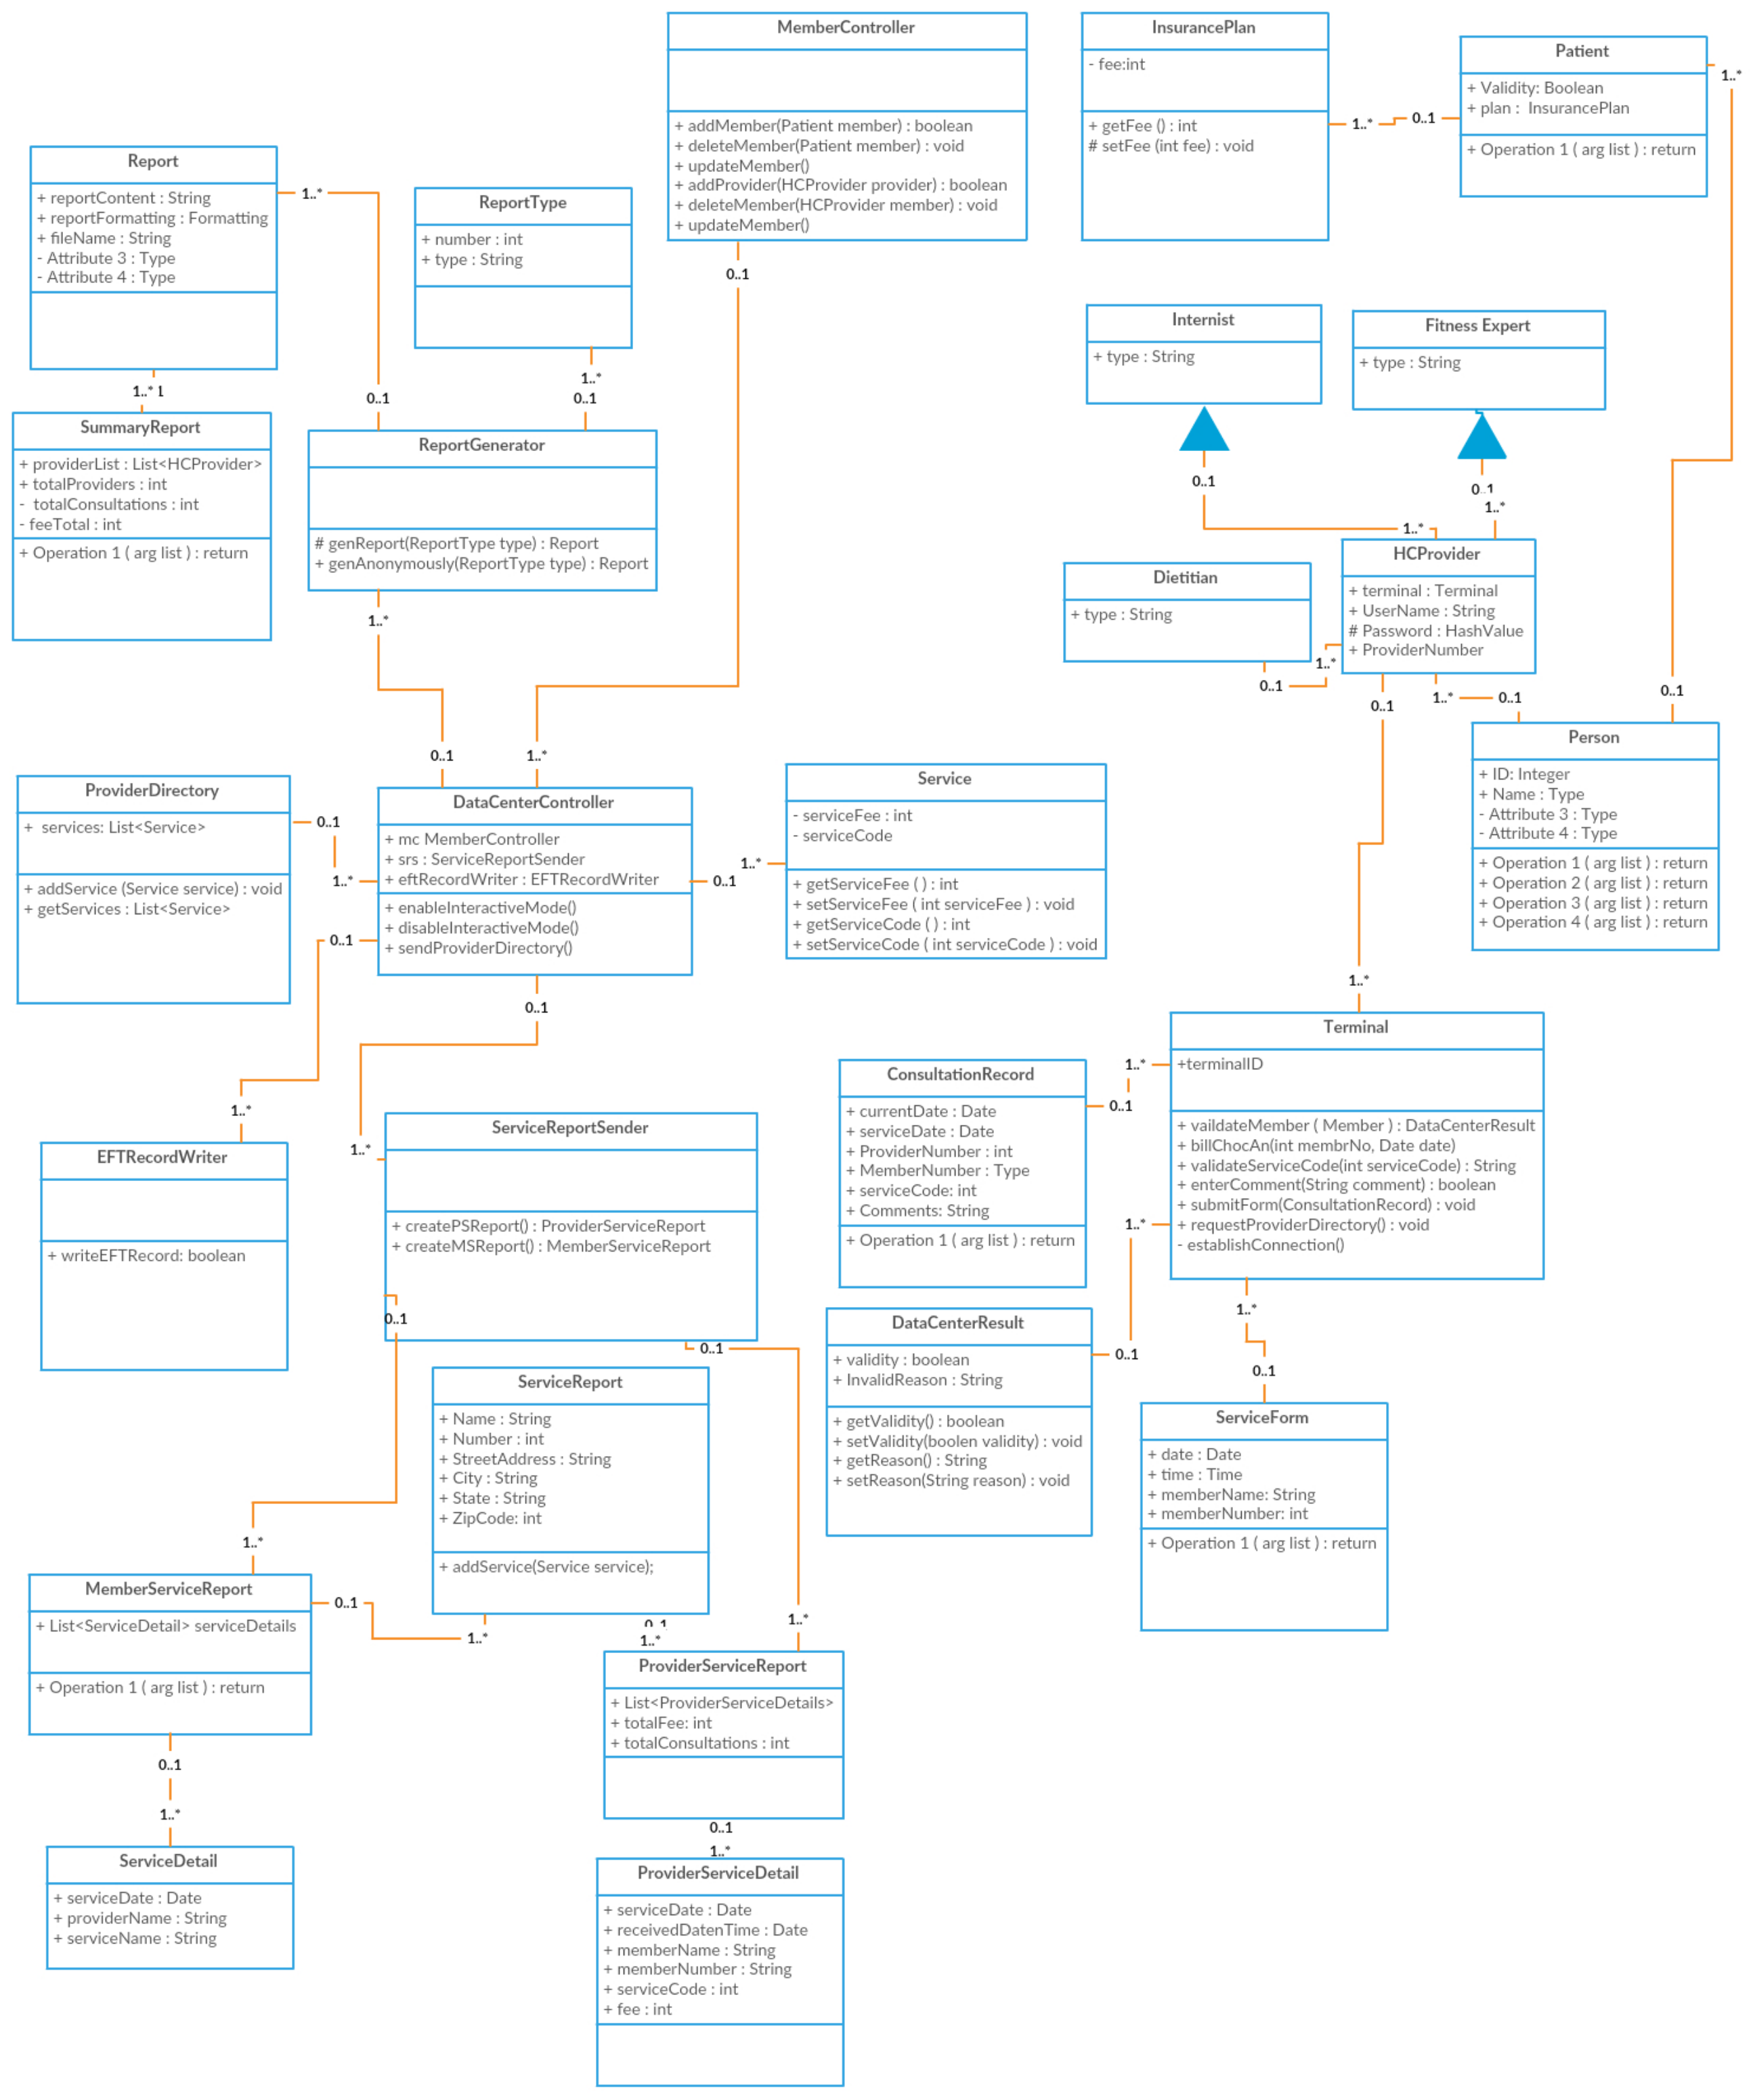 MemberController
+ addMember(Patient member) : boolean
+ deleteMember(Patient member) : void
+ updateMember()
+ addProvider(HCProvider provider) : boolean
+ deleteMember(HCProvider member) : void
+ updateMember()
0..1
InsurancePlan
- fee:int
+ getFee () : int
# setFee (int fee) : void
1..*
0..1
Patient
+ Validity: Boolean
+ plan :  InsurancePlan
+ Operation 1 ( arg list ) : return
1..*
Report
+ reportContent : String
+ reportFormatting : Formatting
+ fileName : String
- Attribute 3 : Type
- Attribute 4 : Type
1..*
1..* 1
ReportType
+ number : int
+ type : String
1..*
0..1
0..1
SummaryReport
+ providerList : List<HCProvider>
+ totalProviders : int
-  totalConsultations : int
- feeTotal : int
+ Operation 1 ( arg list ) : return
ReportGenerator
# genReport(ReportType type) : Report
+ genAnonymously(ReportType type) : Report
1..*
0..1
1..*
Internist
+ type : String
0..1
1..*
Fitness Expert
+ type : String
0..1
1..*
Dietitian
+ type : String
0..1
1..*
HCProvider
+ terminal : Terminal
+ UserName : String
# Password : HashValue
+ ProviderNumber
0..1
1..*
0..1
0..1
Person
+ ID: Integer
+ Name : Type
- Attribute 3 : Type
- Attribute 4 : Type
+ Operation 1 ( arg list ) : return
+ Operation 2 ( arg list ) : return
+ Operation 3 ( arg list ) : return
+ Operation 4 ( arg list ) : return
ProviderDirectory
+  services: List<Service>
+ addService (Service service) : void
+ getServices : List<Service>
0..1
1..*
0..1
DataCenterController
+ mc MemberController
+ srs : ServiceReportSender
+ eftRecordWriter : EFTRecordWriter
+ enableInteractiveMode()
+ disableInteractiveMode()
+ sendProviderDirectory()
0..1
1..*
0..1
Service
- serviceFee : int
- serviceCode
+ getServiceFee ( ) : int
+ setServiceFee ( int serviceFee ) : void
+ getServiceCode ( ) : int
+ setServiceCode ( int serviceCode ) : void
1..*
1..*
EFTRecordWriter
+ writeEFTRecord: boolean
1..*
ServiceReportSender
+ createPSReport() : ProviderServiceReport
+ createMSReport() : MemberServiceReport
0..1
0..1
ConsultationRecord
+ currentDate : Date
+ serviceDate : Date
+ ProviderNumber : int
+ MemberNumber : Type
+ serviceCode: int
+ Comments: String
+ Operation 1 ( arg list ) : return
1..*
0..1
Terminal
+terminalID
+ vaildateMember ( Member ) : DataCenterResult
+ billChocAn(int membrNo, Date date)
+ validateServiceCode(int serviceCode) : String
+ enterComment(String comment) : boolean
+ submitForm(ConsultationRecord) : void
+ requestProviderDirectory() : void
- establishConnection()
1..*
0..1
1..*
0..1
DataCenterResult
+ validity : boolean
+ InvalidReason : String
+ getValidity() : boolean
+ setValidity(boolen validity) : void
+ getReason() : String
+ setReason(String reason) : void
ServiceForm
+ date : Date
+ time : Time
+ memberName: String
+ memberNumber: int
+ Operation 1 ( arg list ) : return
ServiceReport
+ Name : String
+ Number : int
+ StreetAddress : String
+ City : String
+ State : String
+ ZipCode: int
+ addService(Service service);
1..*
0..1
1..*
1..*
1..*
0..1
MemberServiceReport
+ List<ServiceDetail> serviceDetails
+ Operation 1 ( arg list ) : return
0..1
1..*
ProviderServiceReport
+ List<ProviderServiceDetails>
+ totalFee: int
+ totalConsultations : int
0..1
1..*
ServiceDetail
+ serviceDate : Date
+ providerName : String
+ serviceName : String
ProviderServiceDetail
+ serviceDate : Date
+ receivedDatenTime : Date
+ memberName : String
+ memberNumber : String
+ serviceCode : int
+ fee : int